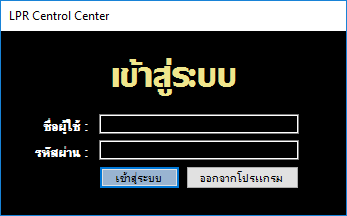 LPR Centrol Center
เข้าสู่ระบบ
ชื่อผู้ใช้ :
รหัสผ่าน :
เข้าสู่ระบบ ออกจากโปรแกรม